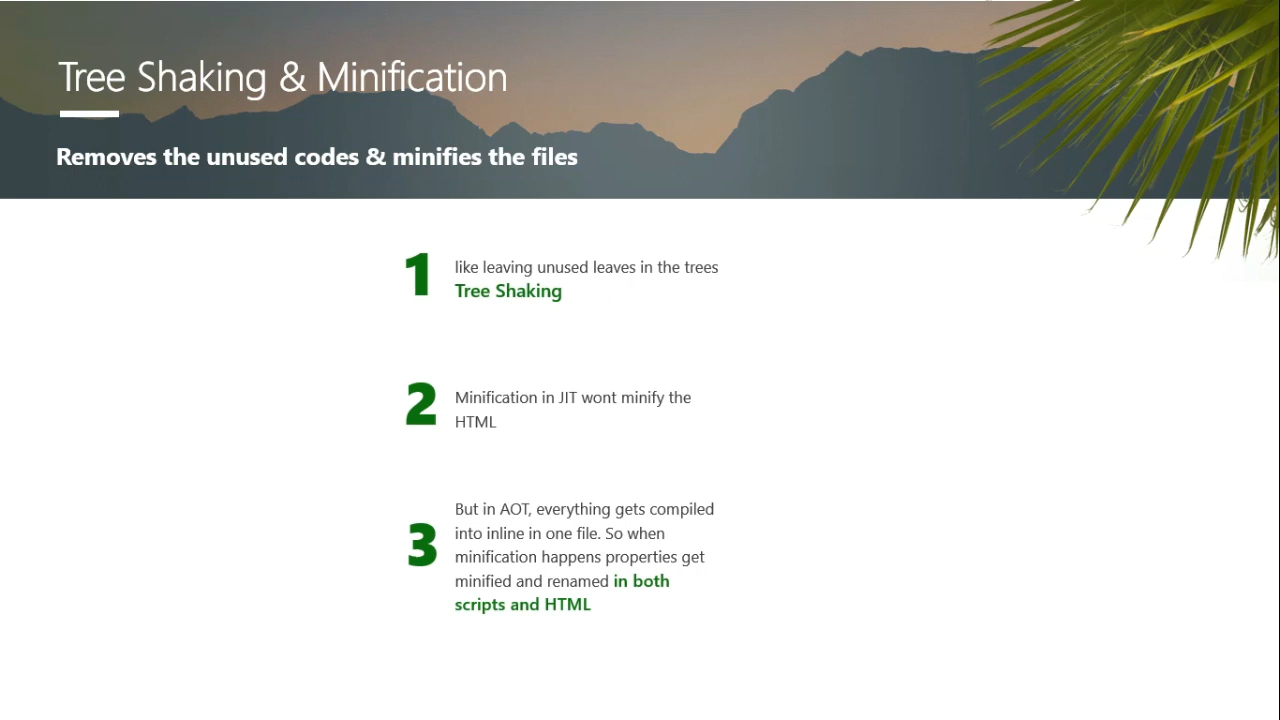 Tree Shaking & Minification
Removes the unused codes & minifies the files
1
like leaving unused leaves in the trees
Tree Shaking
2
Minification in JIT wont minify the
HTML
3
But in AOT, everything gets compiled
into inline in one file. So when
minification happens properties get
minified and renamed in both
scripts and HTML